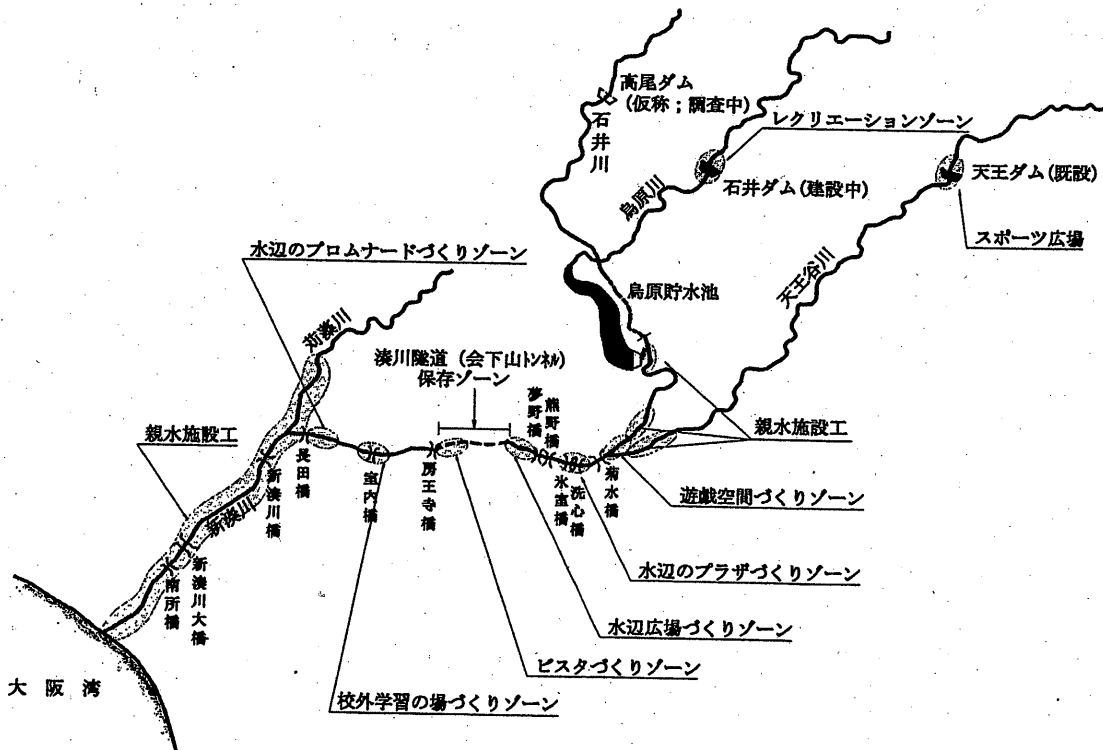 高尾ダム
(仮称；調査中)
石井川
レクリエーションゾーン
石井ダム(建設中)
天王ダム(既設)
スポーツ広場
烏原川
天王谷川
水辺のプロムナードづくりゾーン
烏原貯水池
苅藻川
湊川隧道(会下山トンネル)
保存ゾーン
夢野橋
熊野橋
親水施設工
親水施設工
長田橋
室内橋
房王寺橋
氷室橋
洗心橋
菊水橋
新湊川橋
新湊川
遊戯空間づくりゾーン
新湊川大橋
南所橋
水辺のプラザづくりゾーン
水辺広場づくりゾーン
ビスタづくりゾーン
校外学習の場づくりゾーン
大阪湾